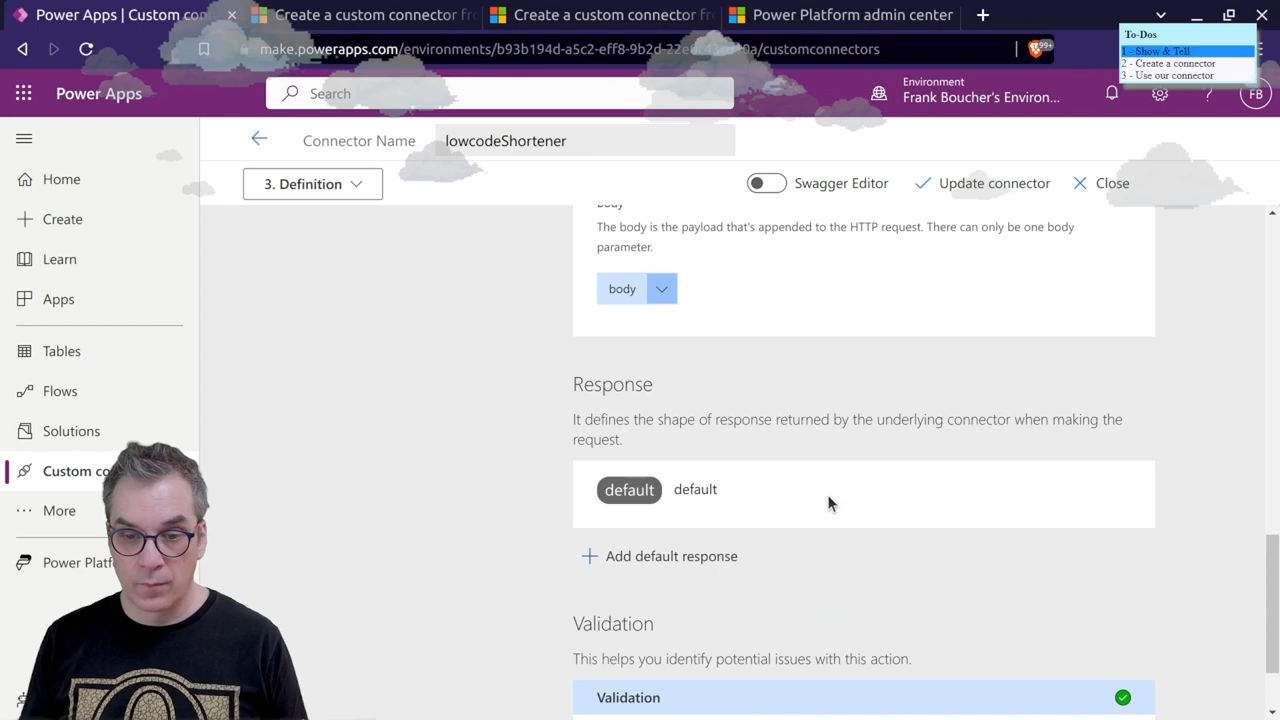 Power Apps | Custom con
Create a custom connector fro
Create a custom connector fro
Power Platform admin center
make.powerapps.com/environments/b93b194d-a5c2-eff8-9b2d-22e
a/customconnectors
99+
To-Dos
1 - Show & Tell
2 - Create a connector
3 - Use our connector
Power Apps
Search
Environment
Frank Boucher's Environ...
FB
Connector Name
lowcodeShortener
3. Definition
Swagger Editor
Update connector
Close
Home
Create
Learn
Apps
Tables
Flows
Solutions
Custom co
More
Power Platf
Body
The body is the payload that's appended to the HTTP request. There can only be one body
parameter.
body
Response
It defines the shape of response returned by the underlying connector when making the
request.
default
default
Add default response
Validation
This helps you identify potential issues with this action.
Validation